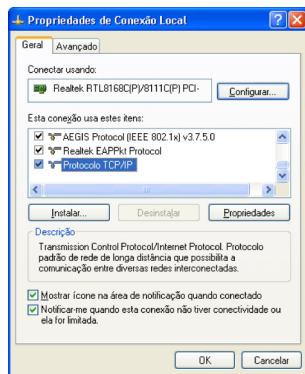 Propriedades de Conexão Local
Geral
Avançado
Conectar usando:
Realtek RTL8168C(P)/8111C(P) PCI-
Configurar...
Esta conexão usa estes itens:
AEGIS Protocol (IEEE 802.1x) v3.7.5.0
Realtek EAPPkt Protocol
Protocolo TCP/IP
Instalar...
Desinstalar
Propriedades
Descrição
Transmission Control Protocol/Internet Protocol. Protocolo
padrão de rede de longa distância que possibilita a
comunicação entre diversas redes interconectadas.
Mostrar ícone na área de notificação quando conectado
Notificar-me quando esta conexão não tiver conectividade ou
ela for limitada.
OK
Cancelar